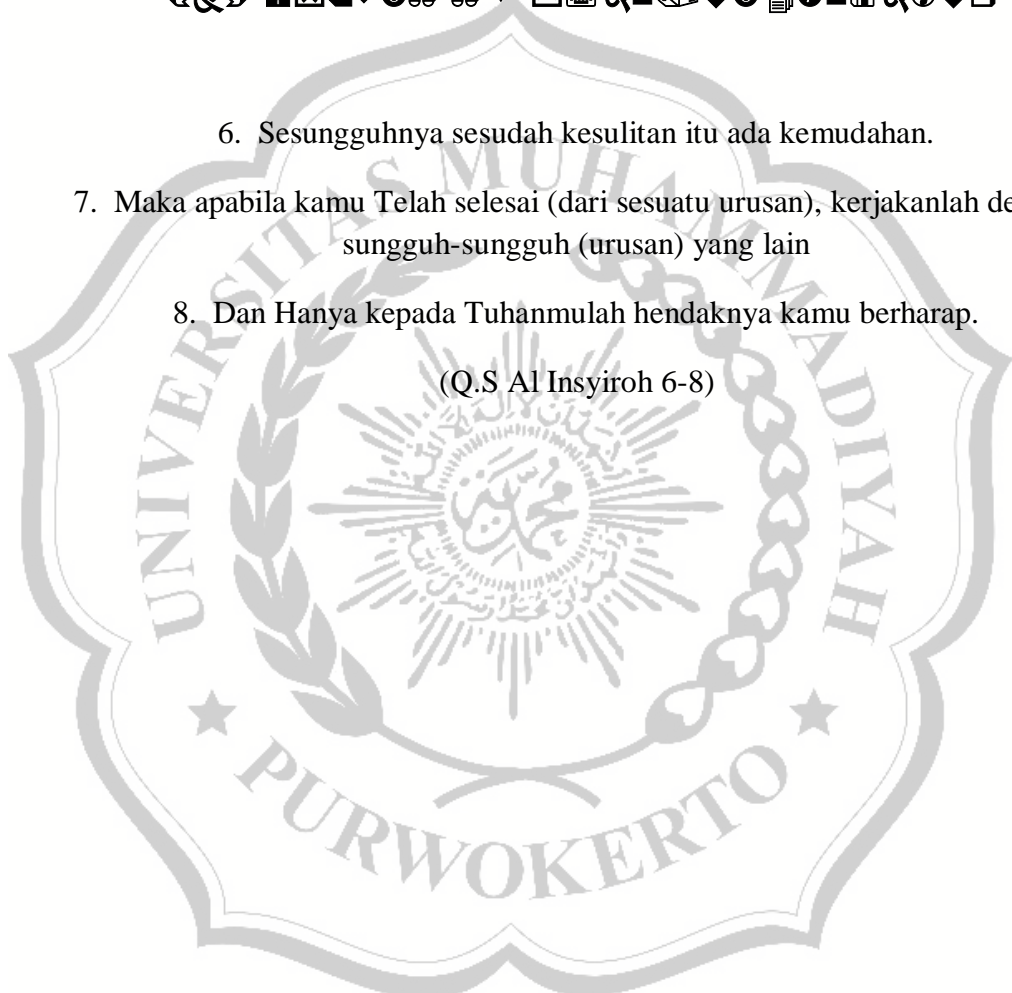 6. Sesungguhnya sesudah kesulitan itu ada kemudahan.
7. Maka apabila kamu Telah selesai (dari sesuatu urusan), kerjakanlah de
sungguh-sungguh (urusan) yang lain
8. Dan Hanya kepada Tuhanmulah hendaknya kamu berharap.
(Q.S Al Insyiroh 6-8)
UNIVERSITAS MUHAMMADIYAH
PURWOKERTO